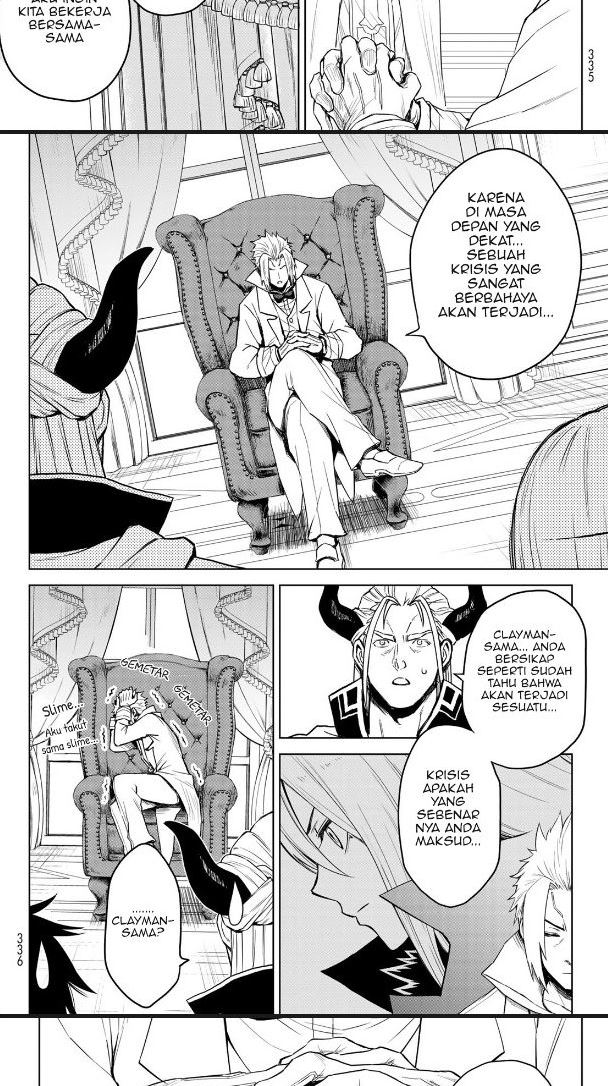 KITA BEKERJA
BERSAMA-
SAMA
335
KARENA
DI MASA
DEPAN YANG
DEKAT...
SEBUAH
KRISIS YANG
SANGAT
BERBAHAYA
AKAN TERJADI...
CLAYMAN-
SAMA... ANDA
BERSIKAP
SEPERTI SUDAH
TAHU BAHWA
AKAN TERJADI
SESUATU...
KRISIS
APAKAH
YANG
SEBENAR
NYA ANDA
MAKSUD...
GEMETAR
GEMETAR
Slime...
Aku takut
sama slime...
........
CLAYMAN-
SAMA?
336